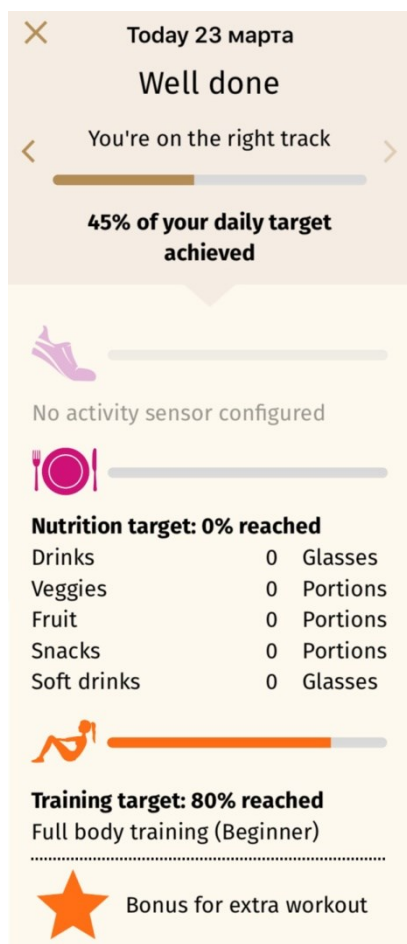 Today 23 марта
Well done
You're on the right track
45% of your daily target
achieved
No activity sensor configured
Nutrition target: 0% reached
Drinks 0 Glasses
Veggies 0 Portions
Fruit 0 Portions
Snacks 0 Portions
Soft drinks 0 Glasses
Training target: 80% reached
Full body training (Beginner)
Bonus for extra workout